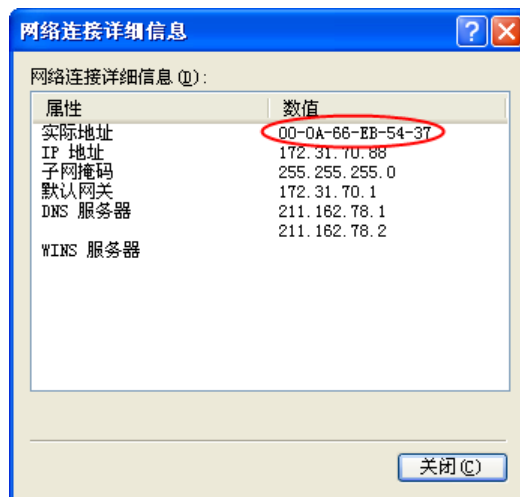 网络连接详细信息
网络连接详细信息(D):
属性 数值
实际地址 00-0A-66-EB-54-37
IP 地址 172.31.70.88
子网掩码 255.255.255.0
默认网关 172.31.70.1
DNS 服务器 211.162.78.1
211.162.78.2
WINS 服务器
关闭(C)